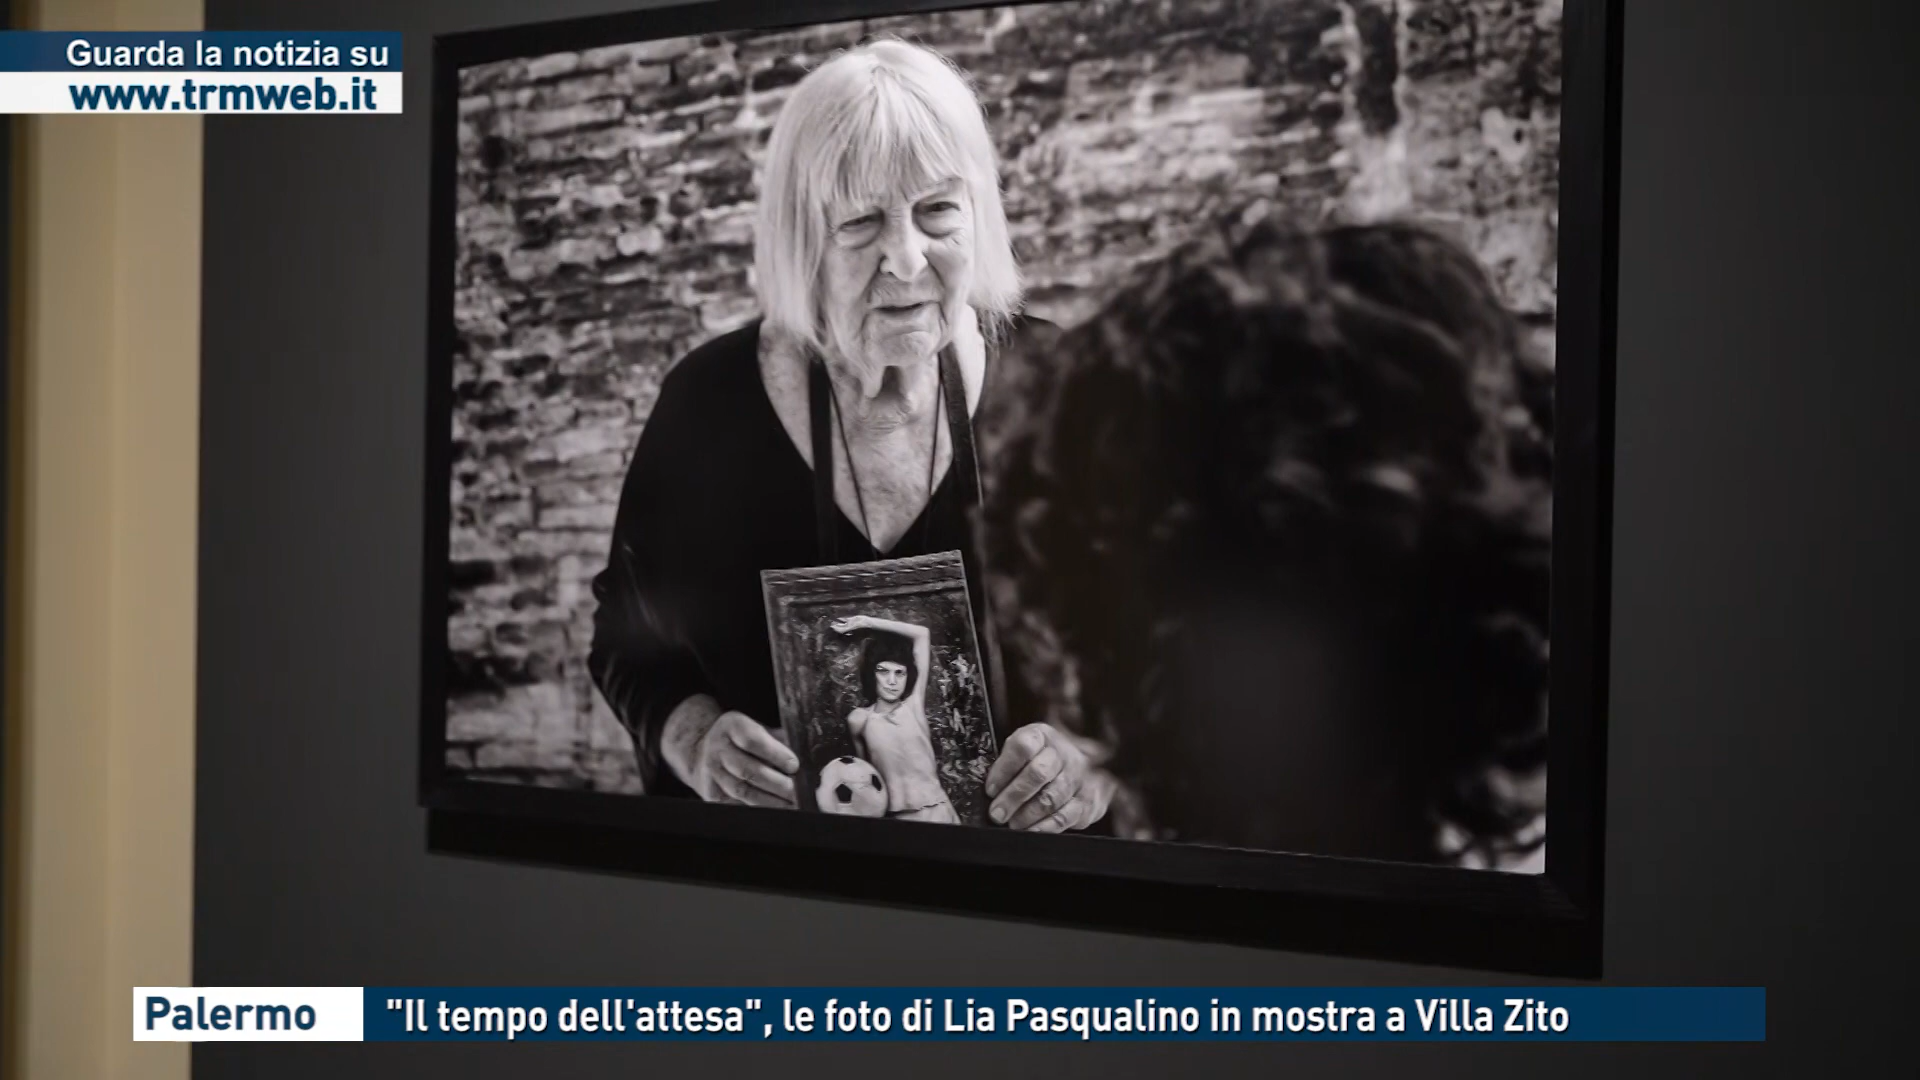 Guarda la notizia su
www.trmweb.it
Palermo
"Il tempo dell'attesa", le foto di Lia Pasqualino in mostra a Villa Zito